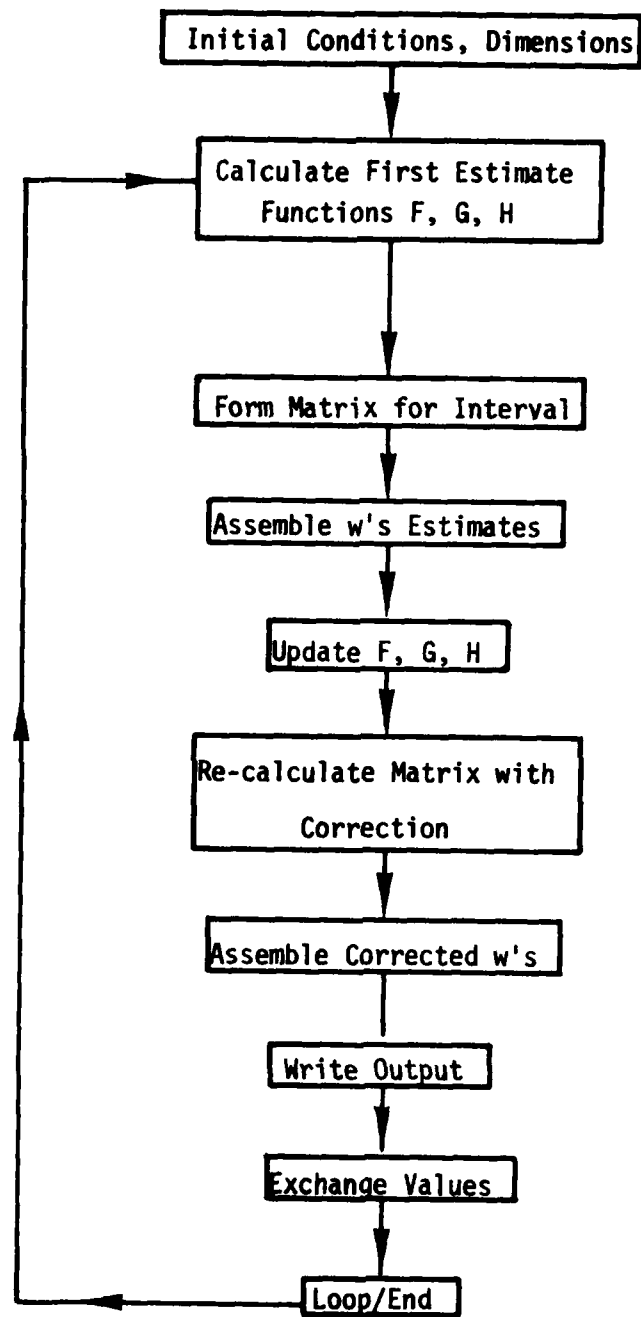 Initial Conditions, Dimensions
Calculate First Estimate
Functions F, G, H
Form Matrix for Interval
Assemble w's Estimates
Update F, G, H
Re-calculate Matrix with
Correction
Assemble Corrected w's
Write Output
Exchange Values
Loop/End